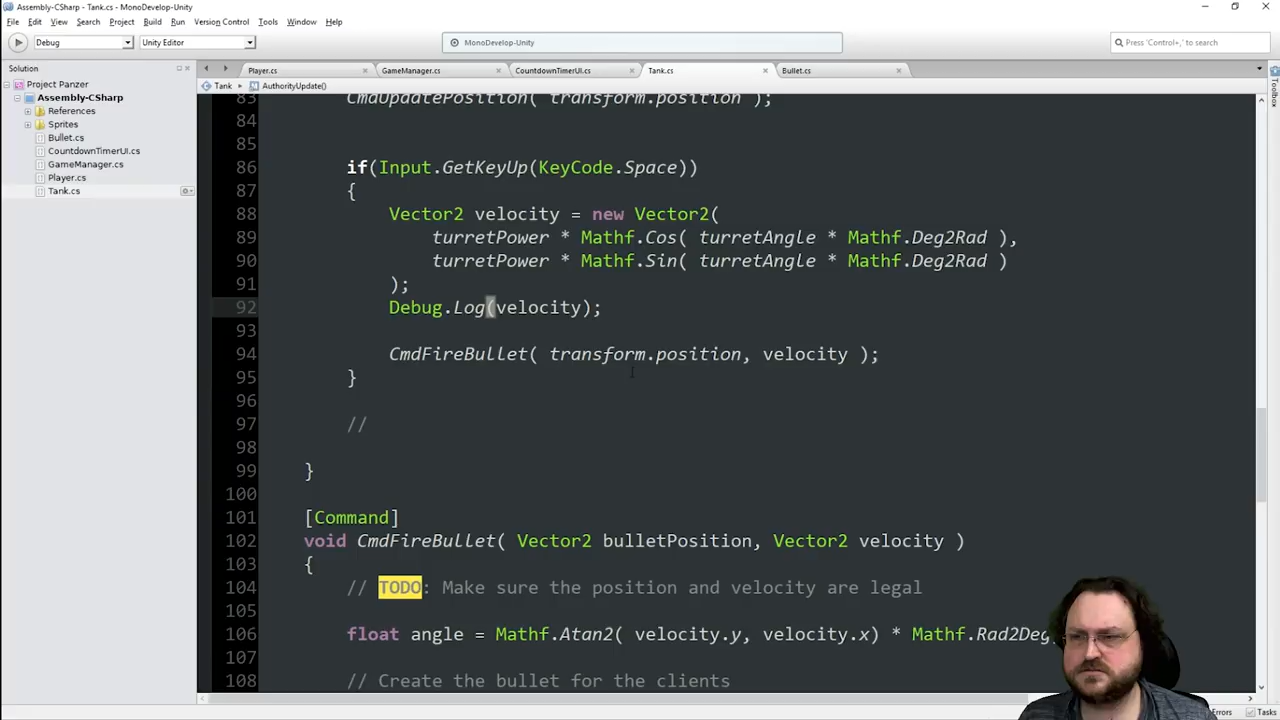 Assembly-CSharp - Tank.cs - MonoDevelop-Unity
File Edit View Search Project Build Run Version Control Tools Window Help
Debug Unity Editor MonoDevelop-Unity Press 'Control+,' to search
Solution Player.cs GameManager.cs CountdownTimerUI.cs Tank.cs Bullet.cs
Project Panzer
Assembly-CSharp
References
Sprites
Bullet.cs
CountdownTimerUI.cs
GameManager.cs
Player.cs
Tank.cs
Tank AuthorityUpdate()
Toolbox
83 CmdUpdatePosition( transform.position );
84
85
86 if(Input.GetKeyUp(KeyCode.Space))
87 {
88 Vector2 velocity = new Vector2(
89 turretPower * Mathf.Cos( turretAngle * Mathf.Deg2Rad ),
90 turretPower * Mathf.Sin( turretAngle * Mathf.Deg2Rad )
91 );
92 Debug.Log(velocity);
93
94 CmdFireBullet( transform.position, velocity );
95 }
96
97 //
98
99 }
100
101 [Command]
102 void CmdFireBullet( Vector2 bulletPosition, Vector2 velocity )
103 {
104 // TODO: Make sure the position and velocity are legal
105
106 float angle = Mathf.Atan2( velocity.y, velocity.x) * Mathf.Rad2Deg
107
108 // Create the bullet for the clients
Errors Tasks